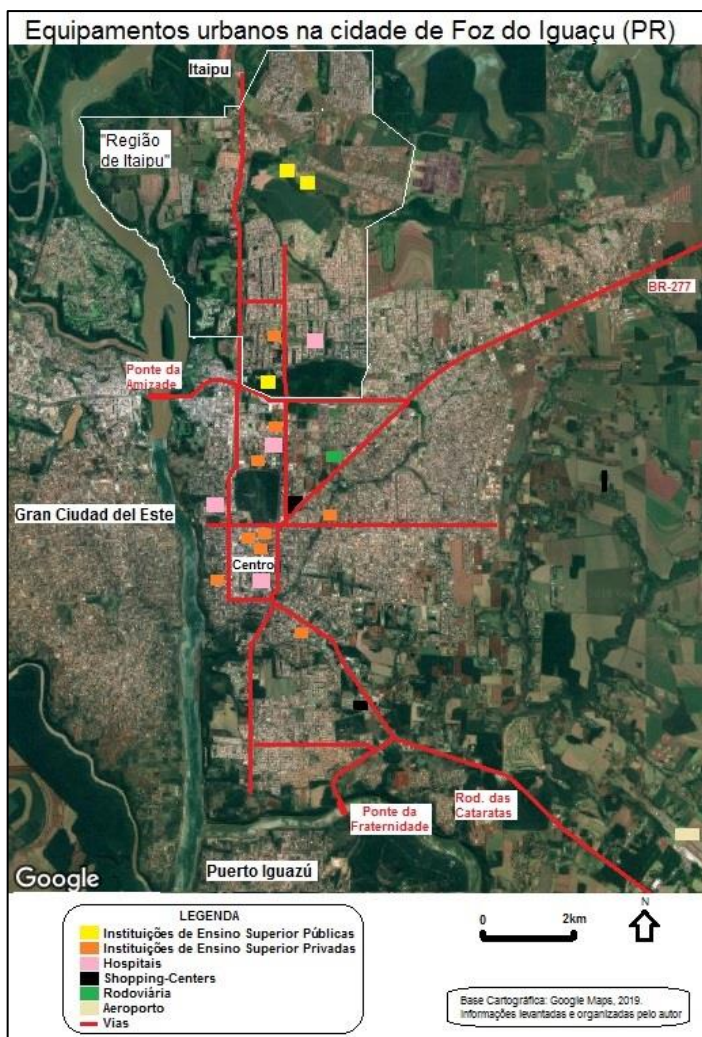 Equipamentos urbanos na cidade de Foz do Iguaçu (PR)
Itaipu
"Região
de Itaipu"
BR-277
Ponte da
Amizade
Gran Ciudad del Este
Centro
Rod. das
Cataratas
Ponte da
Fraternidade
Puerto Iguazú
Google
LEGENDA
Instituições de Ensino Superior Públicas
Instituições de Ensino Superior Privadas
Hospitais
Shopping-Centers
Rodoviária
Aeroporto
Vias
0 2km
N
Base Cartográfica: Google Maps, 2019.
Informações levantadas e organizadas pelo autor